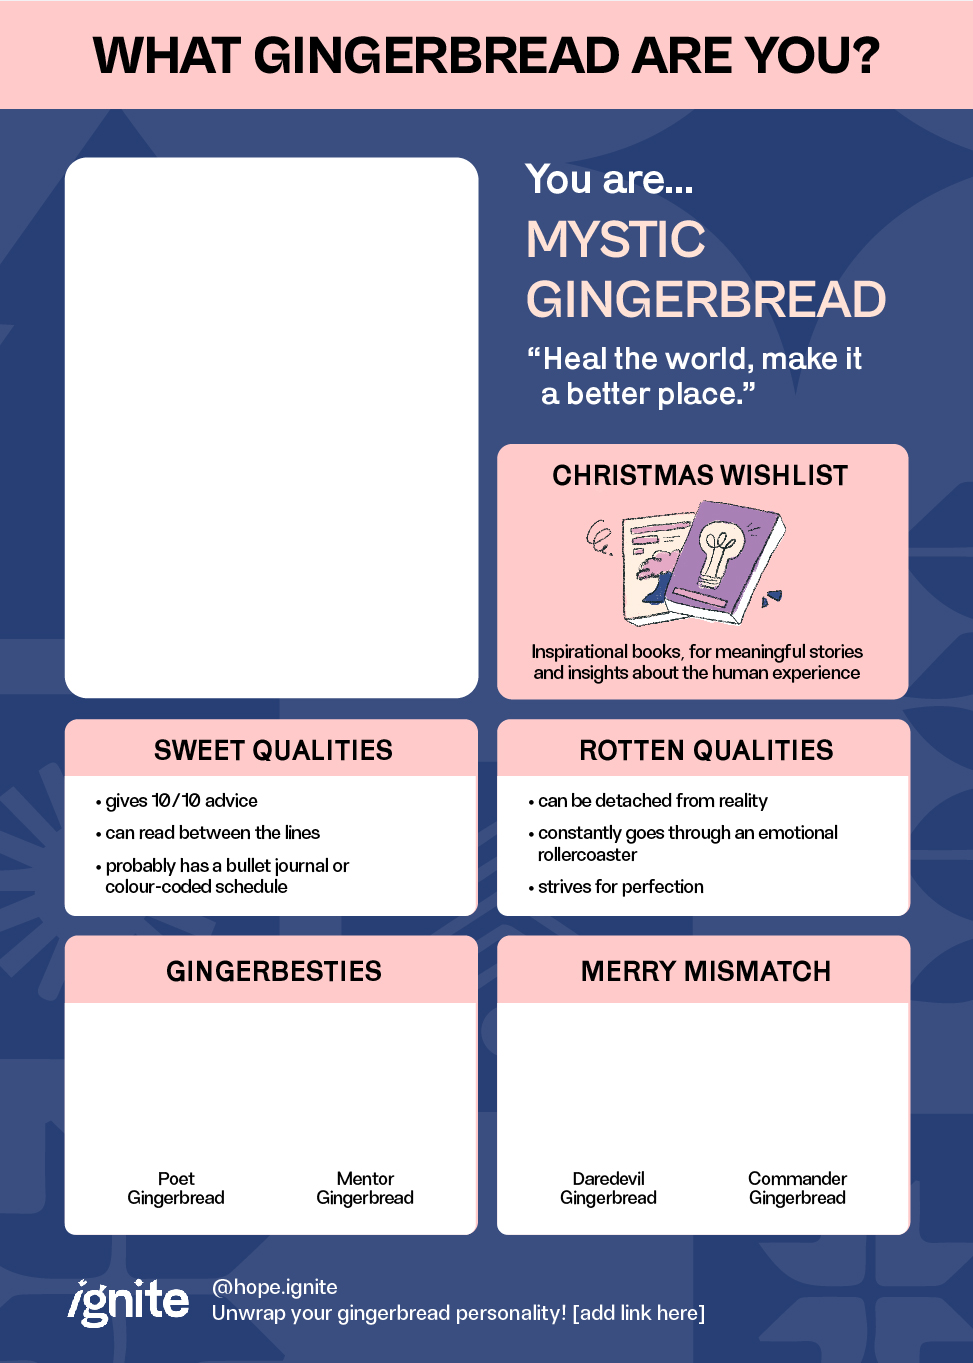 WHAT GINGERBREAD ARE YOU?
You are...
MYSTIC
GINGERBREAD
“Heal the world, make it
a better place.”
CHRISTMAS WISHLIST
Inspirational books, for meaningful stories
and insights about the human experience
SWEET QUALITIES
• gives 10/10 advice
• can read between the lines
• probably has a bullet journal or
colour-coded schedule
ROTTEN QUALITIES
• can be detached from reality
• constantly goes through an emotional
rollercoaster
• strives for perfection
GINGERBESTIES
Poet
Gingerbread
Mentor
Gingerbread
MERRY MISMATCH
Daredevil
Gingerbread
Commander
Gingerbread
ignite
@hope.ignite
Unwrap your gingerbread personality! [add link here]